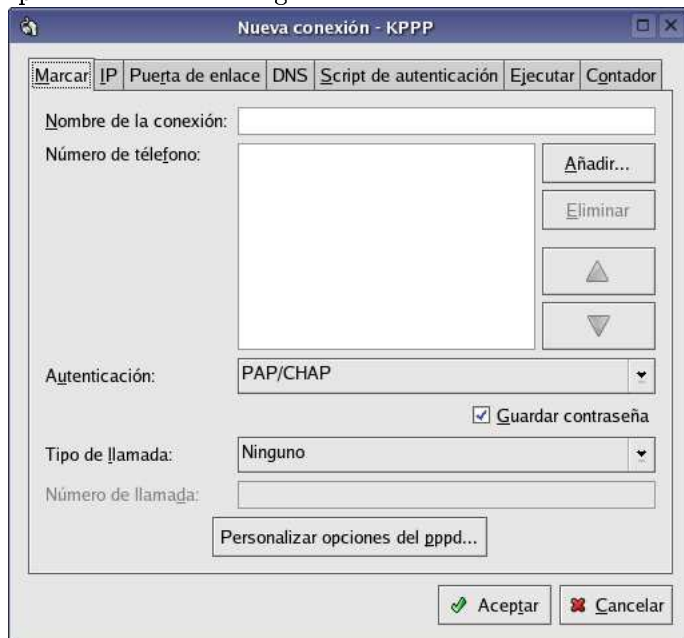 Nueva conexión - KPPP
Marcar IP Puerta de enlace DNS Script de autenticación Ejecutar Contador
Nombre de la conexión:
Número de télefono:
Añadir...
Eliminar
Autenticación: PAP/CHAP
Guardar contraseña
Tipo de llamada: Ninguno
Número de llamada:
Personalizar opciones del pppd...
Aceptar Cancelar